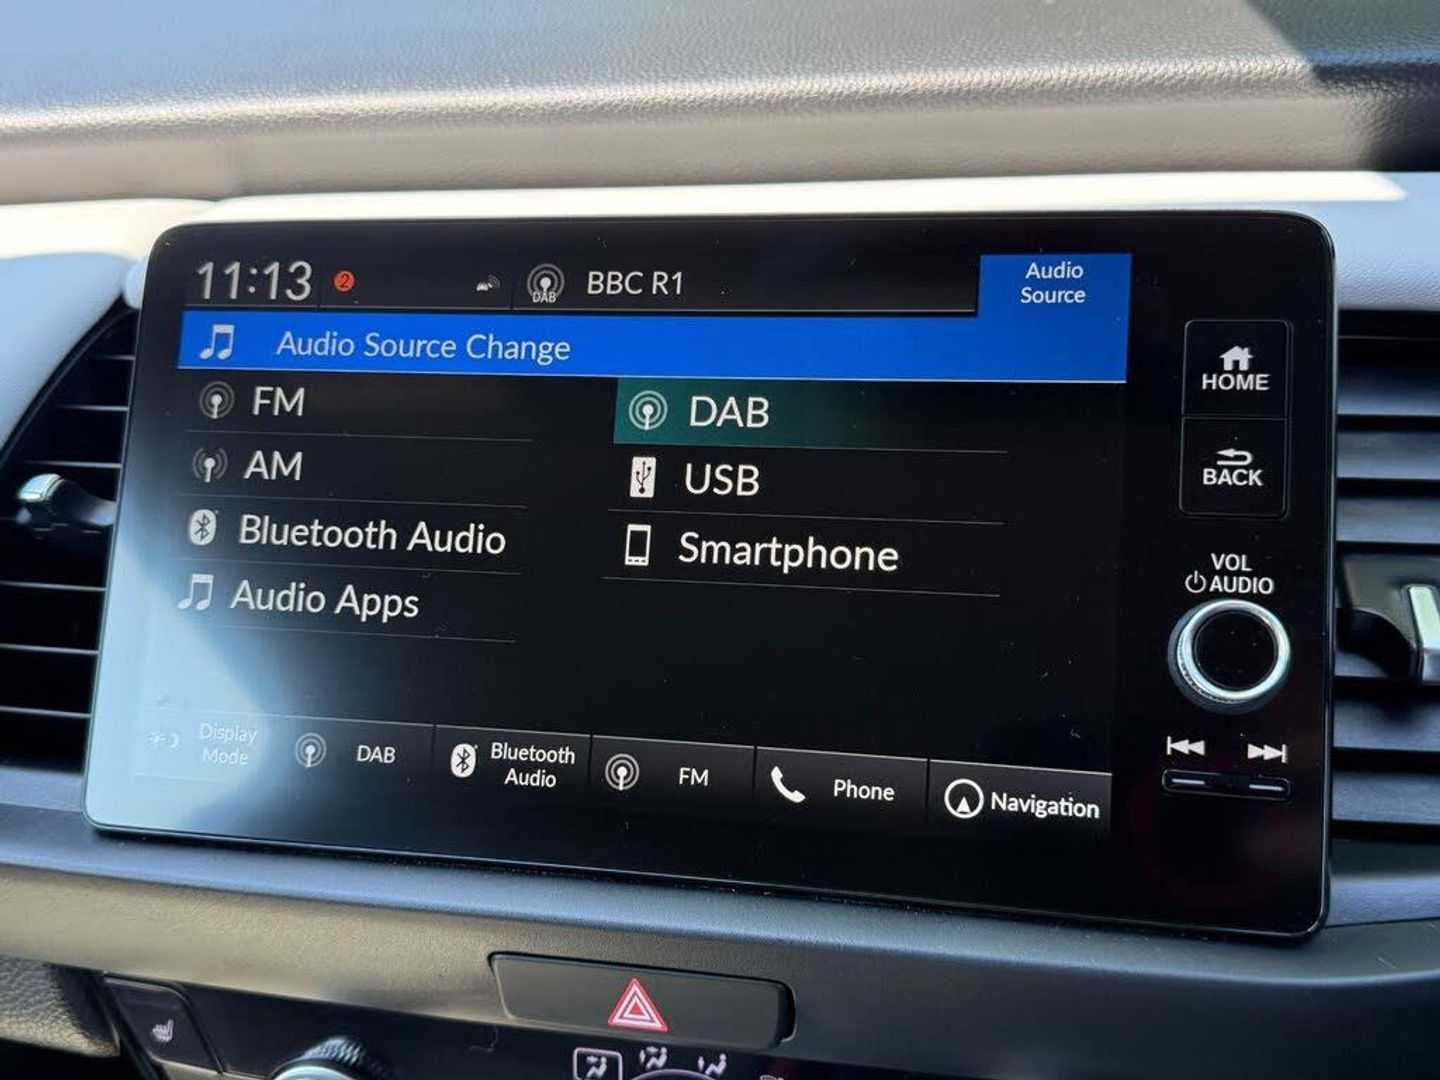 11:13
2
DAB
BBC R1
Audio
Source
Audio Source Change
FM
DAB
AM
USB
Bluetooth Audio
Smartphone
Audio Apps
HOME
BACK
VOL
AUDIO
Display
Mode
DAB
Bluetooth
Audio
FM
Phone
Navigation